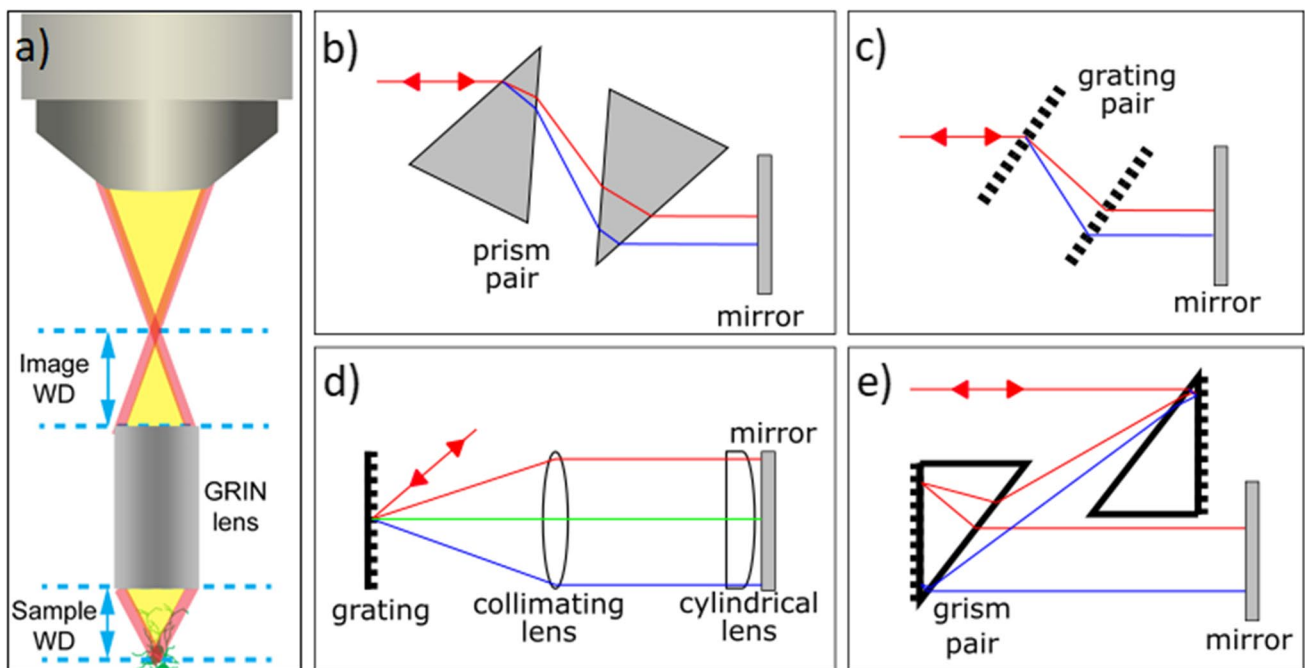 a)
Image
WD
GRIN
lens
Sample
WD
b)
prism
pair
mirror
c)
grating
pair
mirror
d)
mirror
grating
collimating
lens
cylindrical
lens
e)
grism
pair
mirror